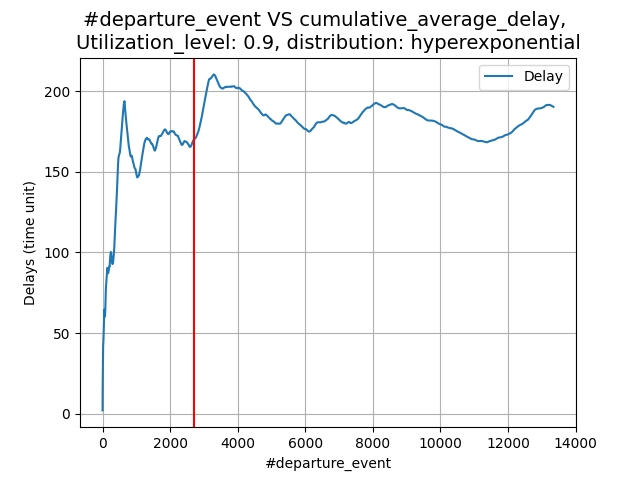 #departure_event VS cumulative_average_delay,
Utilization_level: 0.9, distribution: hyperexponential
Delay
200
150
100
50
0
Delays (time unit)
0 2000 4000 6000 8000 10000 12000 14000
#departure_event